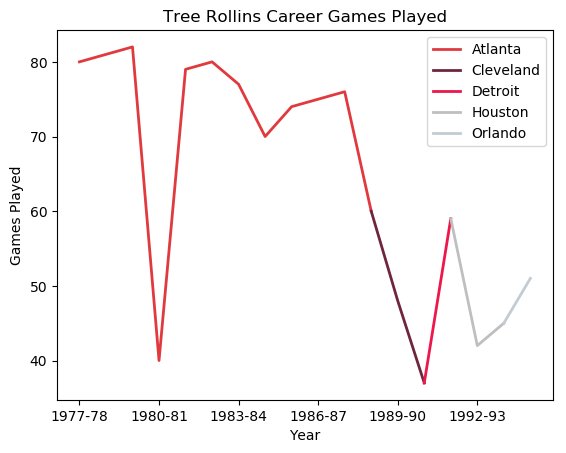 Tree Rollins Career Games Played
Atlanta
Cleveland
Detroit
Houston
Orlando
80
70
60
50
40
Games Played
1977-78 1980-81 1983-84 1986-87 1989-90 1992-93
Year